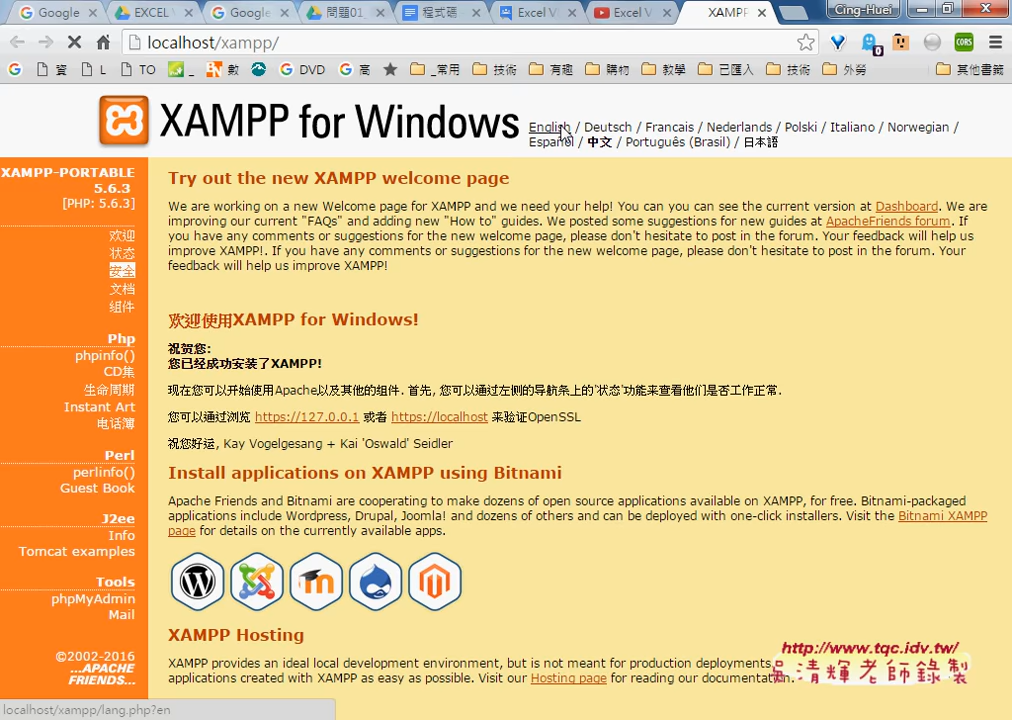 Google
EXCEL V
Google
問題01_
程式碼
Excel V
Excel V
XAMPP
Cing-Huei
localhost/xampp/
CORS
資
L
TO
數
DVD
高
_常用
技術
有趣
購物
教學
已匯入
技術
外勞
其他書籤
XAMPP for Windows
English / Deutsch / Francais / Nederlands / Polski / Italiano / Norwegian /
Español / 中文 / Português (Brasil) / 日本語
XAMPP-PORTABLE
5.6.3
[PHP: 5.6.3]
欢迎
状态
安全
文档
组件
Php
phpinfo()
CD集
生命周期
Instant Art
电话簿
Perl
perlinfo()
Guest Book
J2ee
Info
Tomcat examples
Tools
phpMyAdmin
Mail
©2002-2016
...APACHE
FRIENDS...
Try out the new XAMPP welcome page
We are working on a new Welcome page for XAMPP and we need your help! You can you can see the current version at Dashboard. We are
improving our current "FAQs" and adding new "How to" guides. We posted some suggestions for new guides at ApacheFriends forum. If
you have any comments or suggestions for the new welcome page, please don't hesitate to post in the forum. Your feedback will help us
improve XAMPP!. If you have any comments or suggestions for the new welcome page, please don't hesitate to post in the forum. Your
feedback will help us improve XAMPP!
欢迎使用XAMPP for Windows!
祝贺您:
您已经成功安装了XAMPP!
现在您可以开始使用Apache以及其他的组件. 首先, 您可以通过左侧的导航条上的'状态'功能来查看他们是否工作正常.
您可以通过浏览 https://127.0.0.1 或者 https://localhost 来验证OpenSSL
祝您好运, Kay Vogelgesang + Kai 'Oswald' Seidler
Install applications on XAMPP using Bitnami
Apache Friends and Bitnami are cooperating to make dozens of open source applications available on XAMPP, for free. Bitnami-packaged
applications include Wordpress, Drupal, Joomla! and dozens of others and can be deployed with one-click installers. Visit the Bitnami XAMPP
page for details on the currently available apps.
XAMPP Hosting
XAMPP provides an ideal local development environment, but is not meant for production deployments.
applications created with XAMPP as easy as possible. Visit our Hosting page for reading our documentation.
http://www.tqc.idv.tw/
吳清輝老師錄製
localhost/xampp/lang.php?en